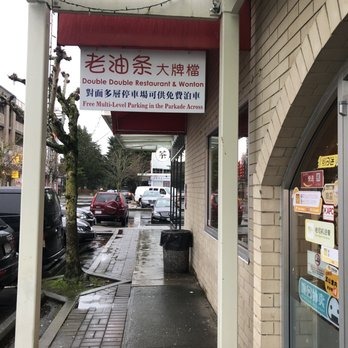 老油条大牌檔
Double Double Restaurant & Wonton
對面多層停車場可供免費泊車
Free Multi-Level Parking in the Parkade Across